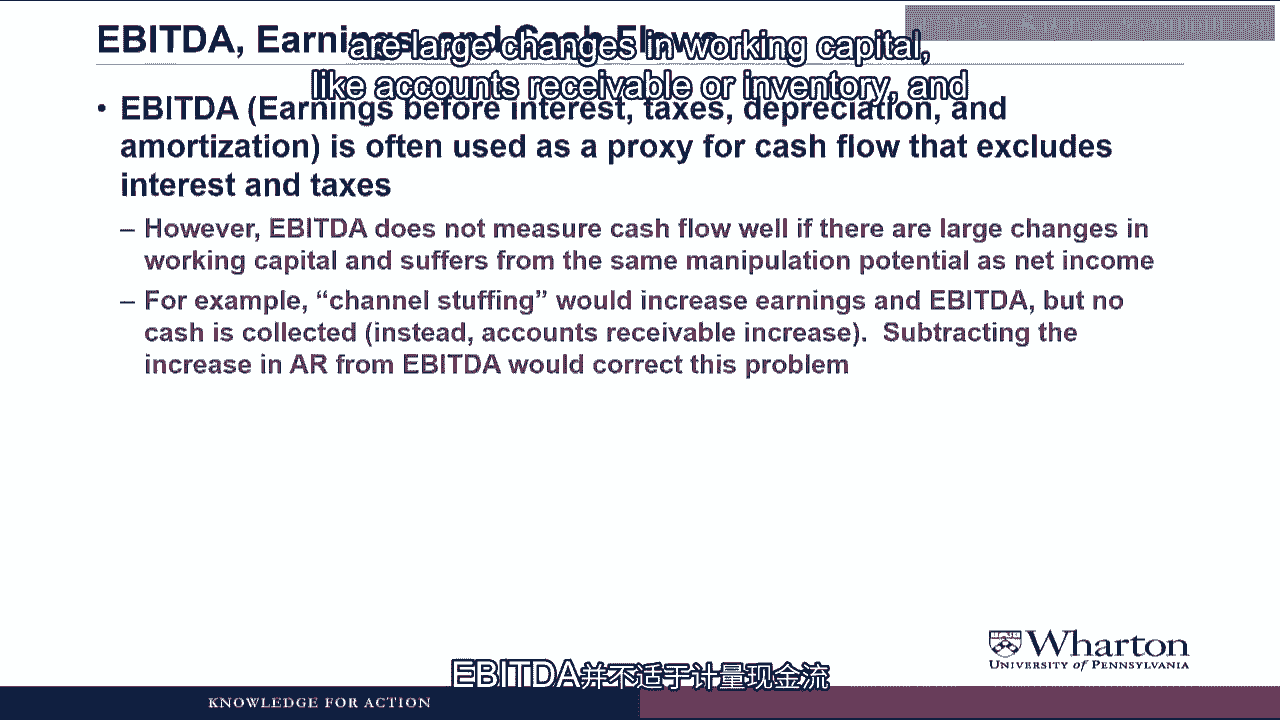 EBITDA, Earnings, and Cash Flows
are large changes in working capital,
like accounts receivable or inventory, and
• EBITDA (Earnings before interest, taxes, depreciation, and
amortization) is often used as a proxy for cash flow that excludes
interest and taxes
– However, EBITDA does not measure cash flow well if there are large changes in
working capital and suffers from the same manipulation potential as net income
– For example, “channel stuffing” would increase earnings and EBITDA, but no
cash is collected (instead, accounts receivable increase). Subtracting the
increase in AR from EBITDA would correct this problem
Wharton
UNIVERSITY of PENNSYLVANIA
EBITDA并不适于计量现金流
KNOWLEDGE FOR ACTION